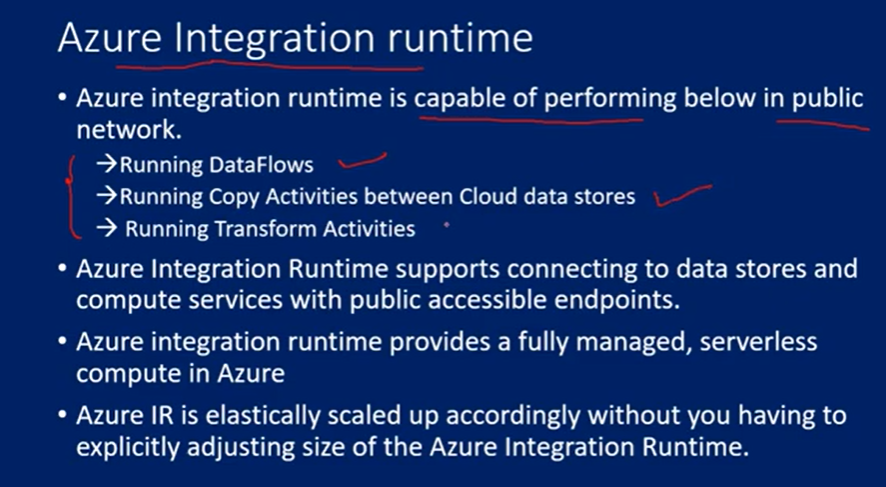 Azure Integration runtime
• Azure integration runtime is capable of performing below in public
network.
→Running DataFlows
→Running Copy Activities between Cloud data stores
→ Running Transform Activities
• Azure Integration Runtime supports connecting to data stores and
compute services with public accessible endpoints.
• Azure integration runtime provides a fully managed, serverless
compute in Azure
• Azure IR is elastically scaled up accordingly without you having to
explicitly adjusting size of the Azure Integration Runtime.